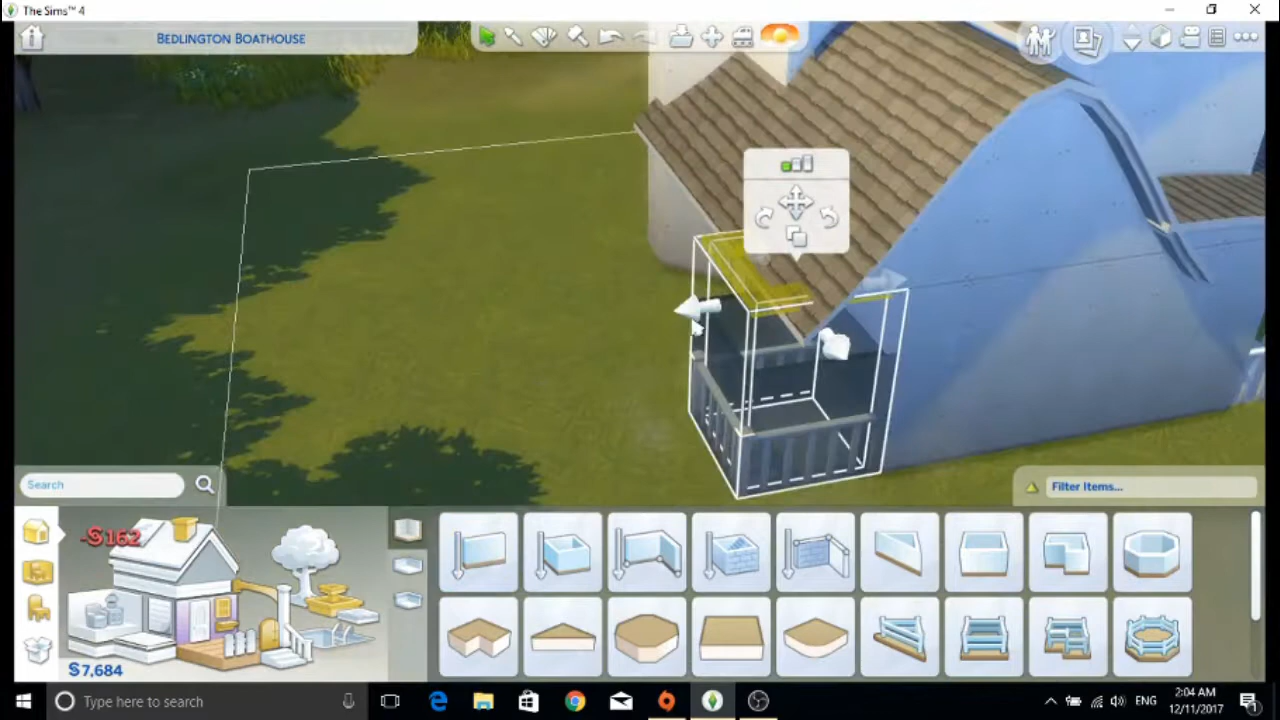 The Sims™ 4
BEDLINGTON BOATHOUSE
Search
Filter Items...
-§162
§7,684
Type here to search
ENG
2:04 AM
12/11/2017
1